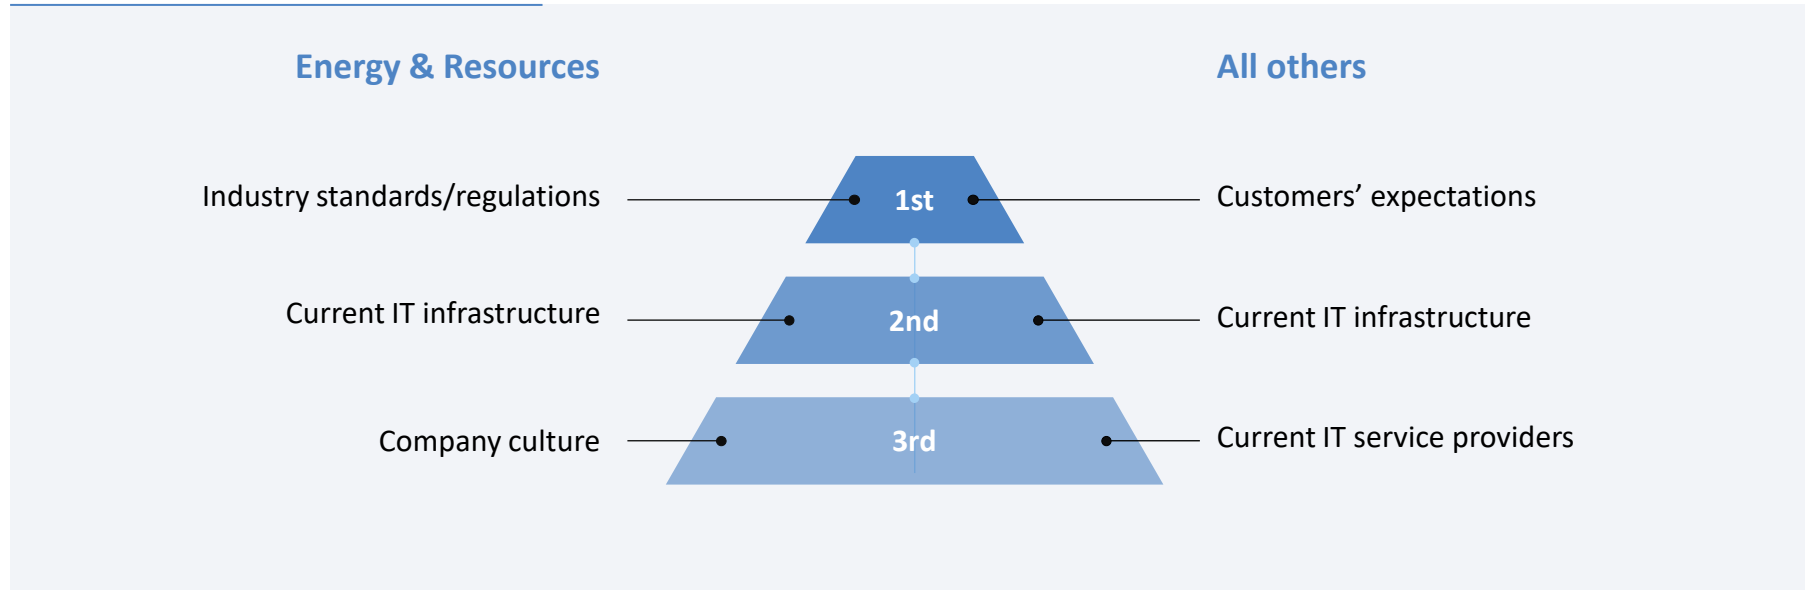 Energy & Resources
All others
Industry standards/regulations
1st
Customers’ expectations
Current IT infrastructure
2nd
Current IT infrastructure
Company culture
3rd
Current IT service providers